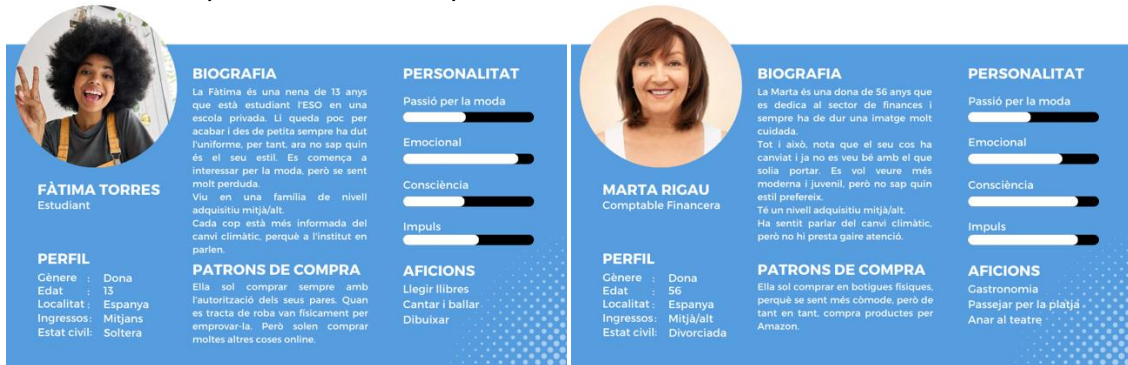 BIOGRAFIA
La Fàtima és una nena de 13 anys
que està estudiant l'ESO en una
escola privada. Li queda poc per
acabar i des de petita sempre ha dut
l'uniforme, per tant, ara no sap quin
és el seu estil. Es comença a
interessar per la moda, però se sent
molt perduda.
Viu en una família de nivell
adquisitiu mitjà/alt.
Cada cop està més informada del
canvi climàtic, perquè a l'institut en
parlen.
PERSONALITAT
Passió per la moda
Emocional
Consciència
Impuls
FÀTIMA TORRES
Estudiant
PERFIL
Gènere : Dona
Edat : 13
Localitat : Espanya
Ingressos: Mitjans
Estat civil: Soltera
PATRONS DE COMPRA
Ella sol comprar sempre amb
l'autorització dels seus pares. Quan
es tracta de roba van físicament per
emprovar-la. Però solen comprar
moltes altres coses online.
AFICIONS
Llegir llibres
Cantar i ballar
Dibuixar
BIOGRAFIA
La Marta és una dona de 56 anys que
es dedica al sector de finances i
sempre ha de dur una imatge molt
cuidada.
Tot i això, nota que el seu cos ha
canviat i ja no es veu bé amb el que
solia portar. Es vol veure més
moderna i juvenil, però no sap quin
estil prefereix.
Té un nivell adquisitiu mitjà/alt.
Ha sentit parlar del canvi climàtic,
però no hi presta gaire atenció.
PERSONALITAT
Passió per la moda
Emocional
Consciència
Impuls
MARTA RIGAU
Comptable Financera
PERFIL
Gènere : Dona
Edat : 56
Localitat : Espanya
Ingressos: Mitjà/alt
Estat civil: Divorciada
PATRONS DE COMPRA
Ella sol comprar en botigues físiques,
perquè se sent més còmode, però de
tant en tant, compra productes per
Amazon.
AFICIONS
Gastronomia
Passejar per la platja
Anar al teatre